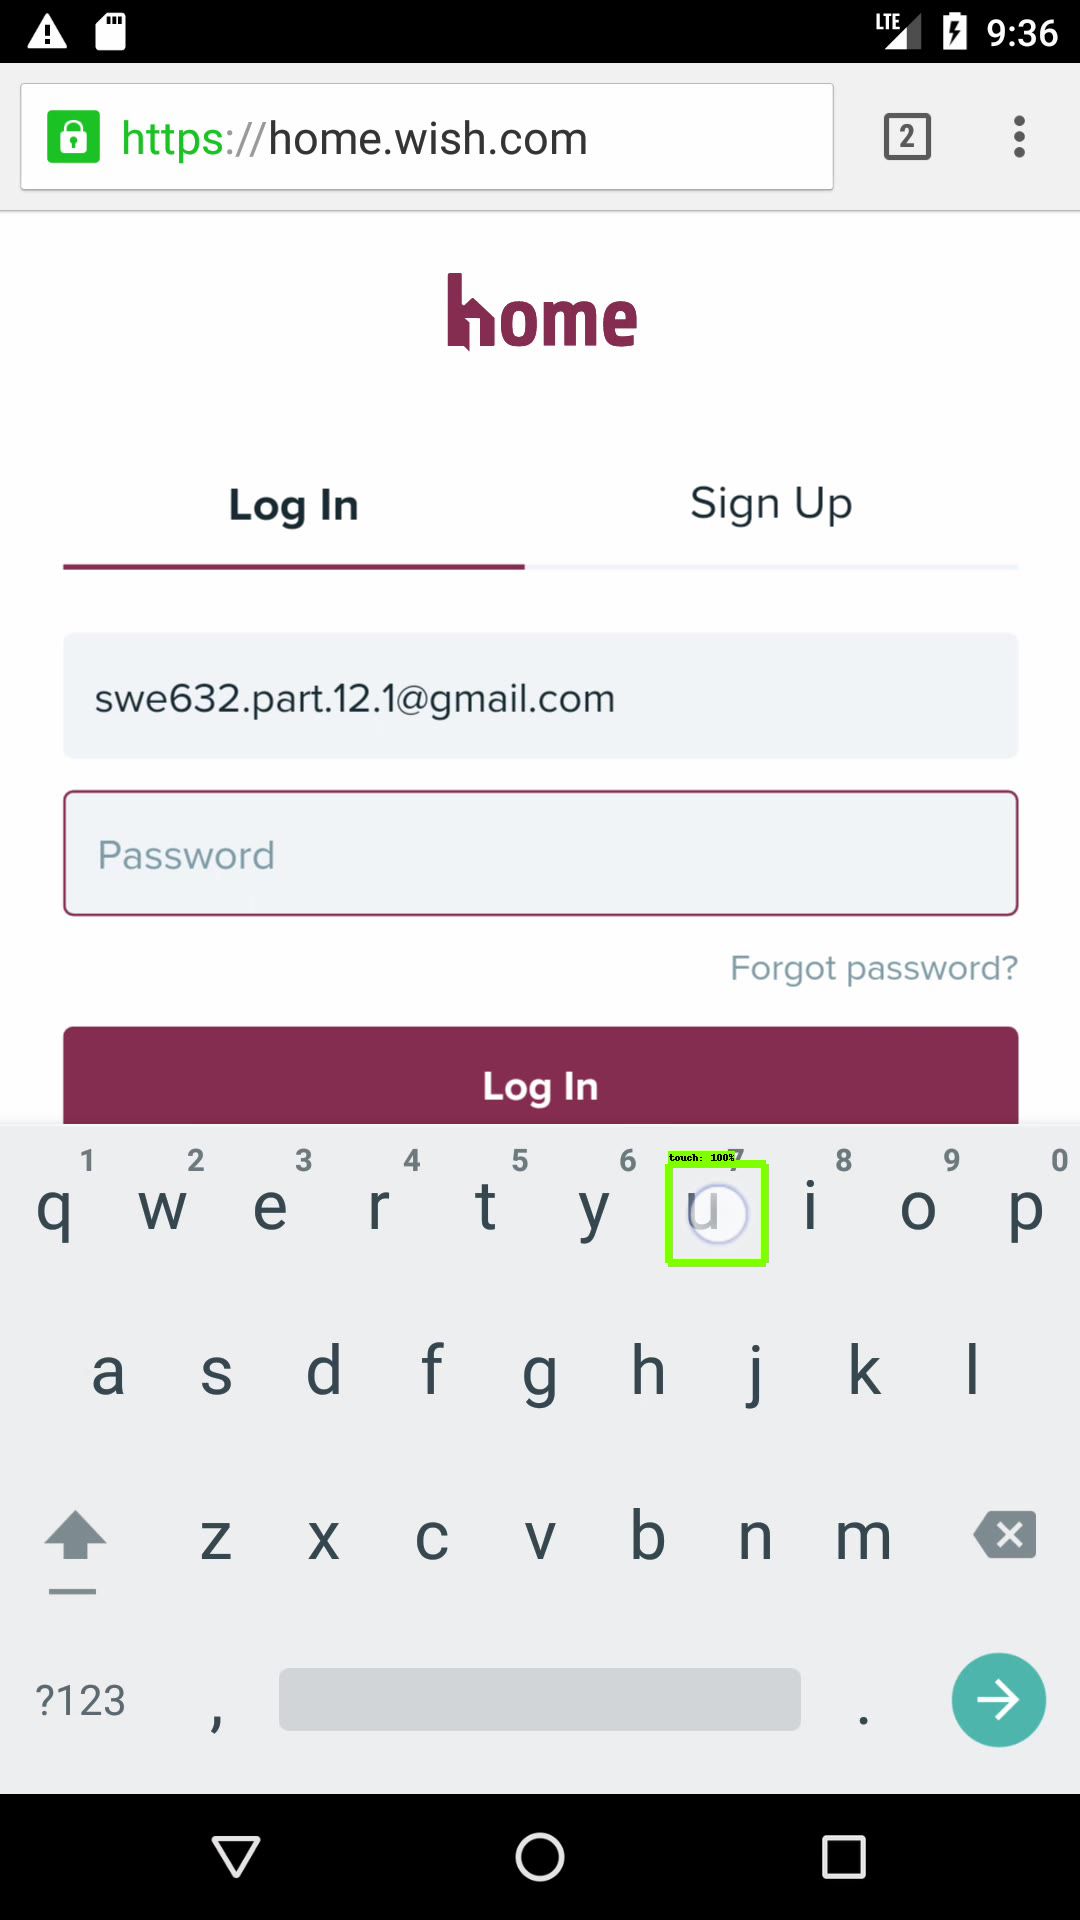 LTE 9:36
https://home.wish.com 2
home
Log In Sign Up
swe632.part.12.1@gmail.com
Password
Forgot password?
Log In
touch: 100%
1 2 3 4 5 6 7 8 9 0
q w e r t y u i o p
a s d f g h j k l
z x c v b n m
?123 , .